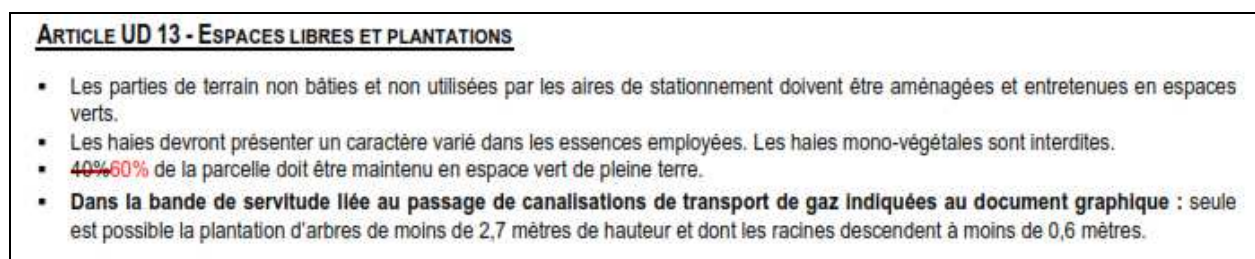 ARTICLE UD 13 - ESPACES LIBRES ET PLANTATIONS
▪ Les parties de terrain non bâties et non utilisées par les aires de stationnement doivent être aménagées et entretenues en espaces
verts.
▪ Les haies devront présenter un caractère varié dans les essences employées. Les haies mono-végétales sont interdites.
▪ 40%60% de la parcelle doit être maintenu en espace vert de pleine terre.
▪ Dans la bande de servitude liée au passage de canalisations de transport de gaz indiquées au document graphique : seule
est possible la plantation d'arbres de moins de 2,7 mètres de hauteur et dont les racines descendent à moins de 0,6 mètres.